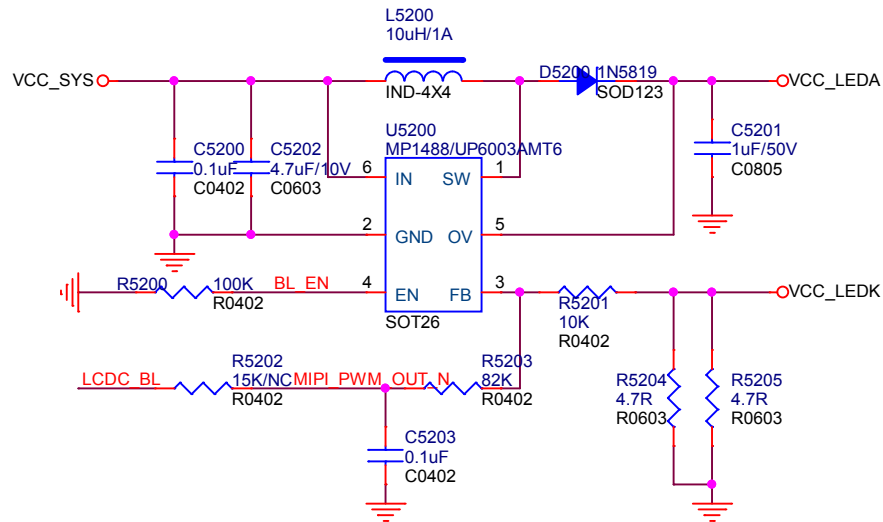 L5200
10uH/1A
VCC_SYS
IND-4X4
D5200
1N5819
SOD123
VCC_LEDA
C5200
0.1uF
C0402
C5202
4.7uF/10V
C0603
U5200
MP1488/UP6003AMT6
C5201
1uF/50V
C0805
6
IN
SW
1
2
GND
OV
5
4
EN
FB
3
SOT26
R5200
100K
R0402
BL_EN
R5201
10K
R0402
VCC_LEDK
LCDC_BL
R5202
15K/NC
R0402
MIPI_PWM_OUT_N
R5203
82K
R0402
R5204
4.7R
R0603
R5205
4.7R
R0603
C5203
0.1uF
C0402